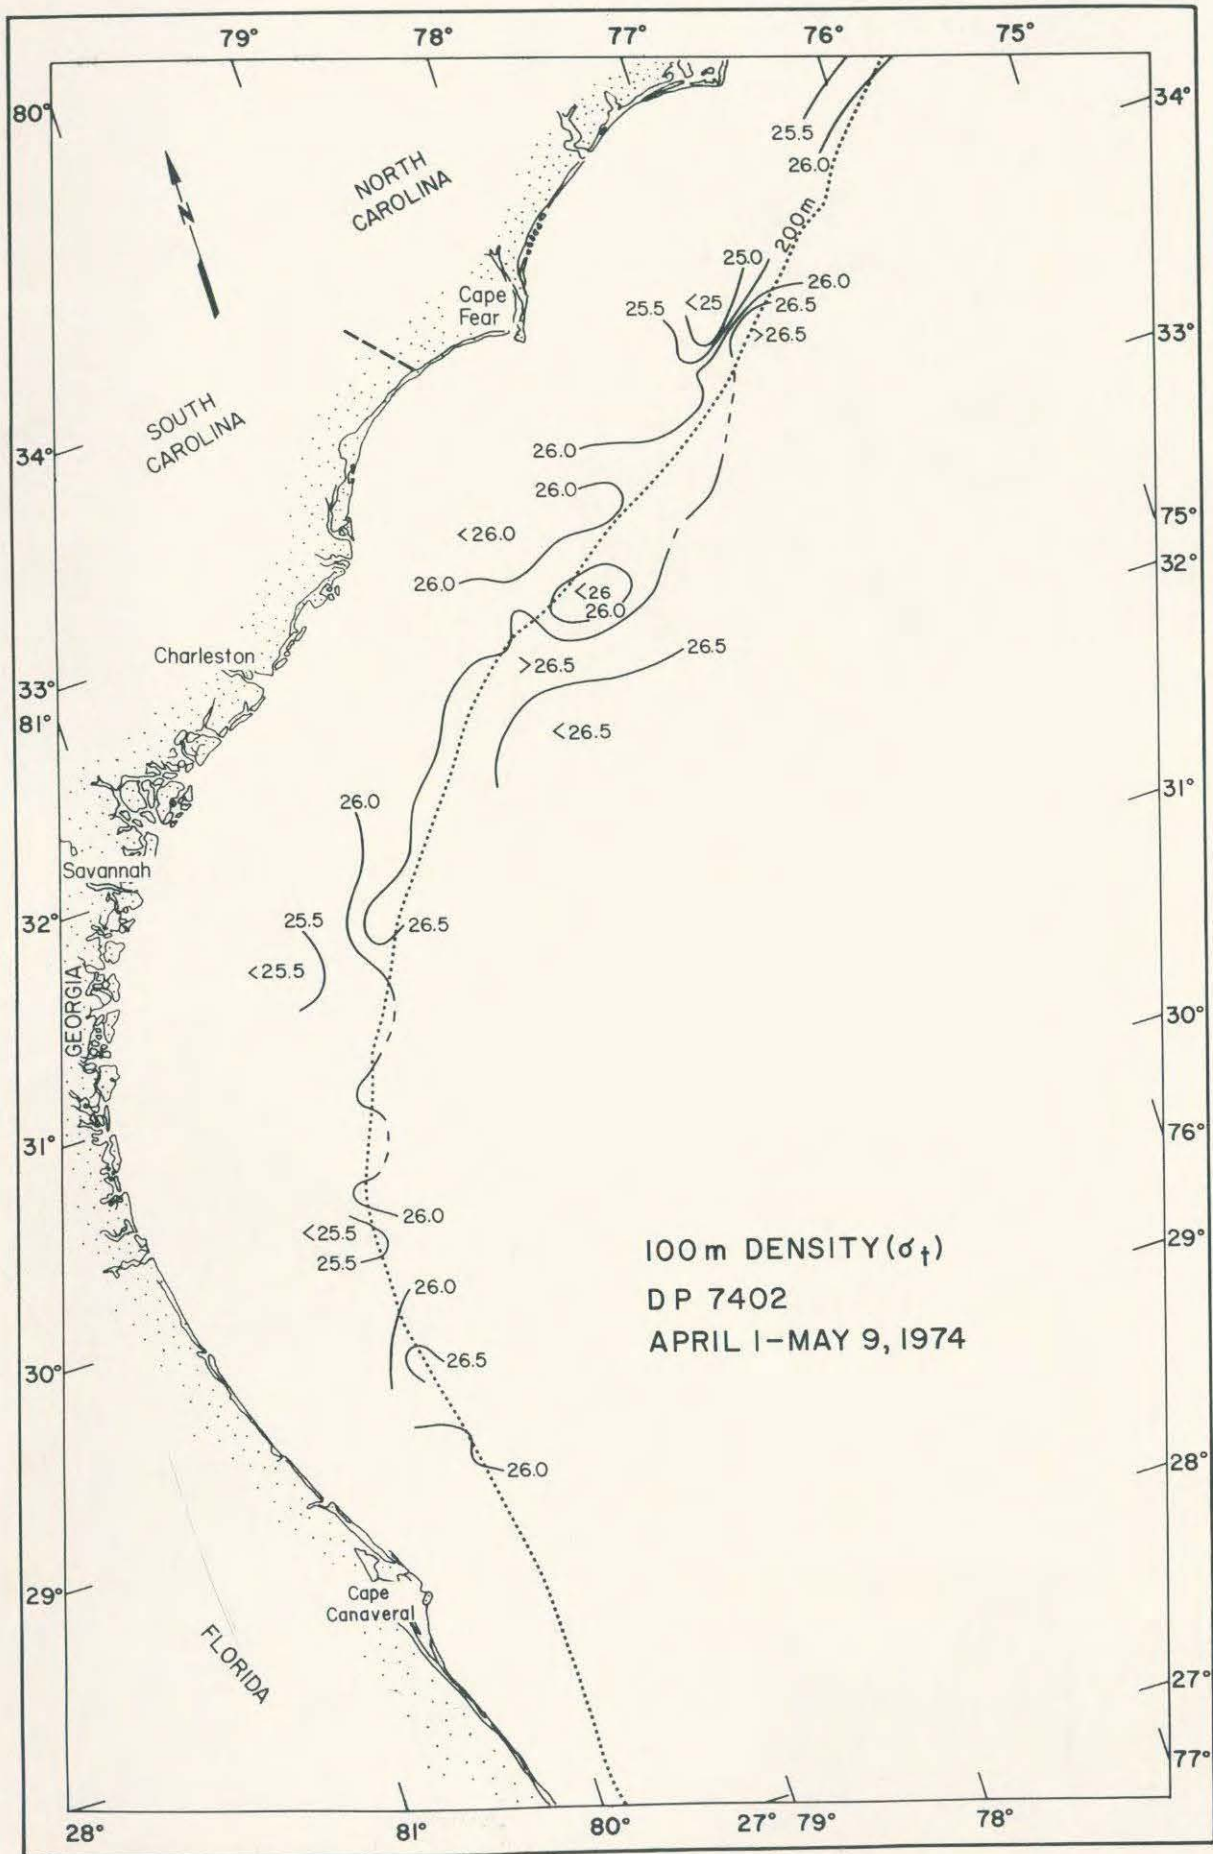 79° 78° 77° 76° 75°
80°
34°
25.5
26.0
NORTH
CAROLINA
N
200m
25.0
26.0
Cape
Fear
25.5
<25
26.5
>26.5
33°
SOUTH
CAROLINA
34°
26.0
26.0
<26.0
75°
32°
26.0
<26
26.0
Charleston
26.5
>26.5
33°
81°
<26.5
31°
26.0
Savannah
32°
25.5
26.5
<25.5
GEORGIA
30°
31°
76°
26.0
<25.5
25.5
29°
100m DENSITY (σt)
DP 7402
APRIL 1-MAY 9, 1974
26.0
26.5
30°
26.0
28°
29°
Cape
Canaveral
FLORIDA
27°
77°
28° 81° 80° 27° 79° 78°